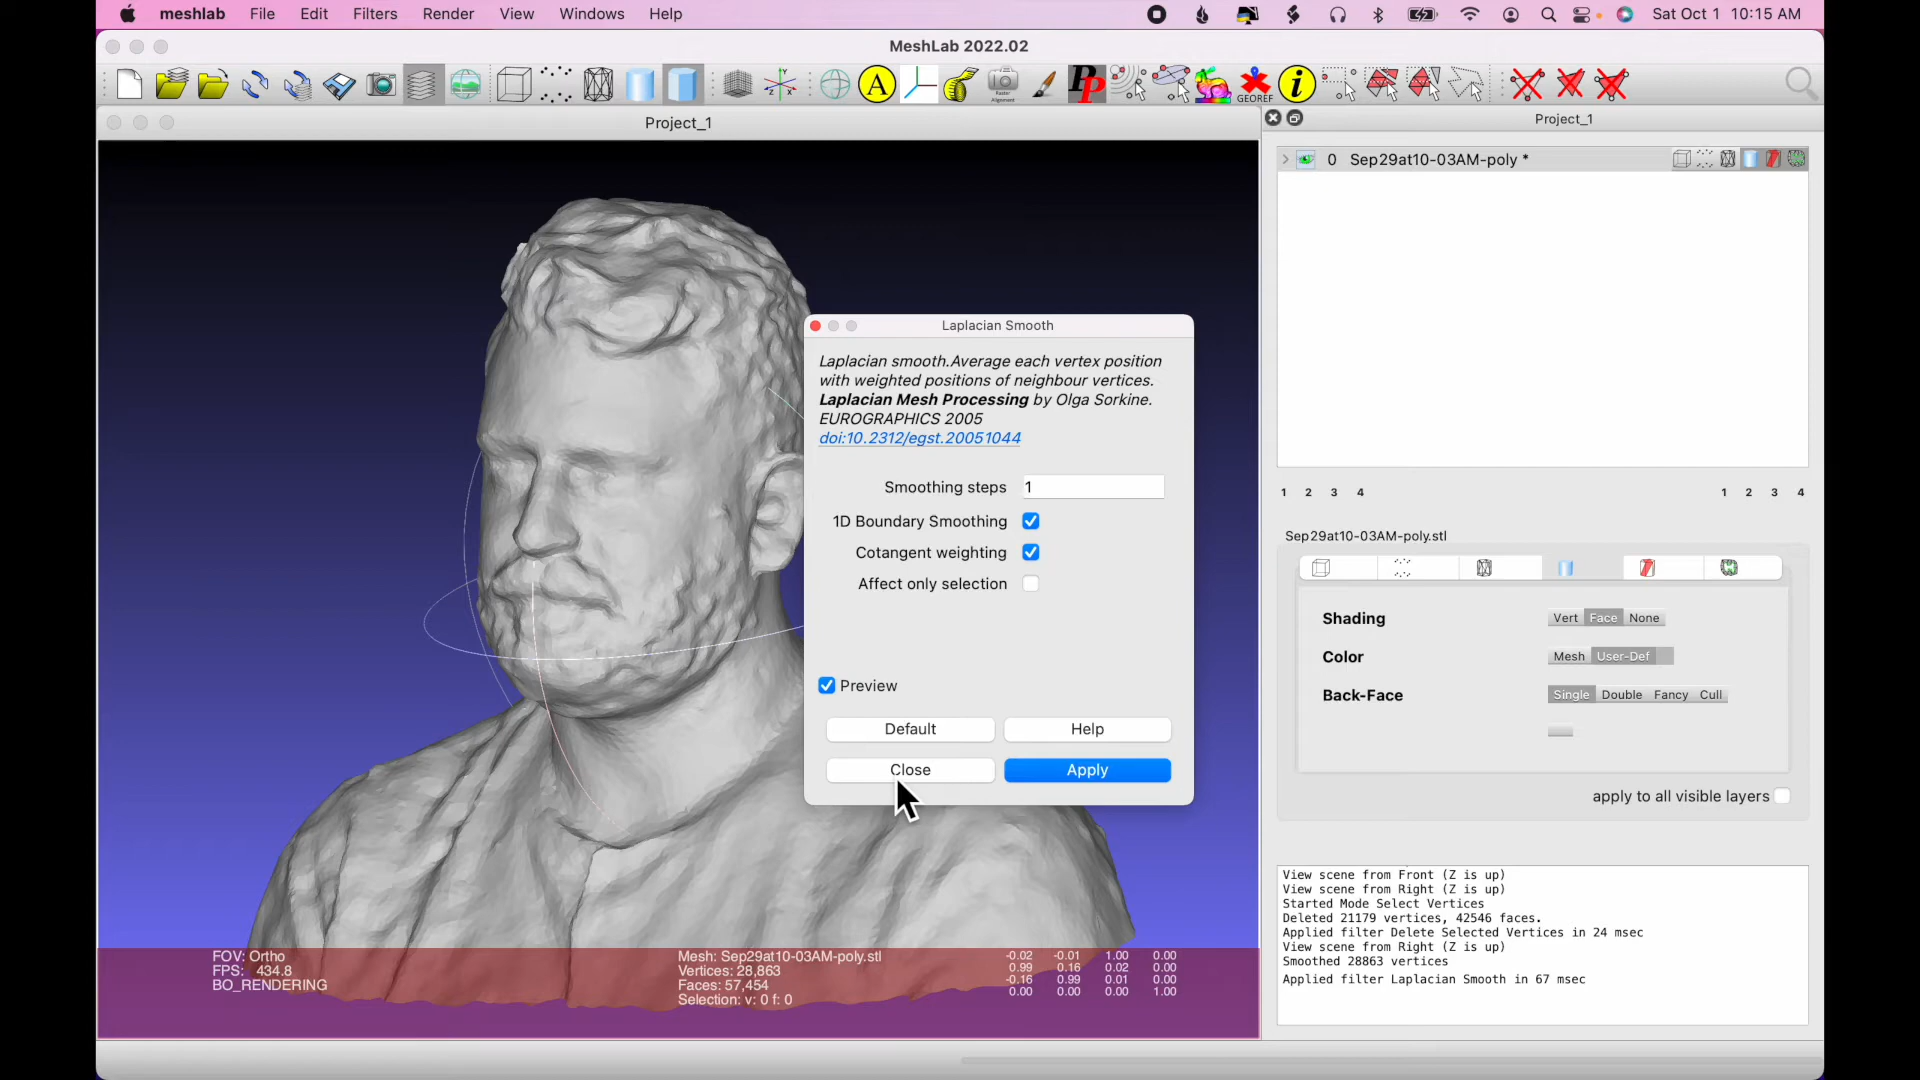 meshlab File Edit Filters Render View Windows Help Sat Oct 1 10:15 AM
MeshLab 2022.02
A PP GEOREF i
Project_1
Project_1
0 Sep29at10-03AM-poly *
Laplacian Smooth
Laplacian smooth.Average each vertex position
with weighted positions of neighbour vertices.
Laplacian Mesh Processing by Olga Sorkine.
EUROGRAPHICS 2005
doi:10.2312/egst.20051044
Smoothing steps 1
1D Boundary Smoothing
Cotangent weighting
Affect only selection
Preview
Default Help
Close Apply
1 2 3 4 1 2 3 4
Sep29at10-03AM-poly.stl
Shading Vert Face None
Color Mesh User-Def
Back-Face Single Double Fancy Cull
apply to all visible layers
View scene from Front (Z is up)
View scene from Right (Z is up)
Started Mode Select Vertices
Deleted 21179 vertices, 42546 faces.
Applied filter Delete Selected Vertices in 24 msec
View scene from Right (Z is up)
Smoothed 28863 vertices
Applied filter Laplacian Smooth in 67 msec
FOV: Ortho
FPS: 434.8
BO_RENDERING
Mesh: Sep29at10-03AM-poly.stl
Vertices: 28,863
Faces: 57,454
Selection: v: 0 f: 0
-0.02 -0.01 1.00 0.00
0.99 0.16 0.02 0.00
-0.16 0.99 0.01 0.00
0.00 0.00 0.00 1.00